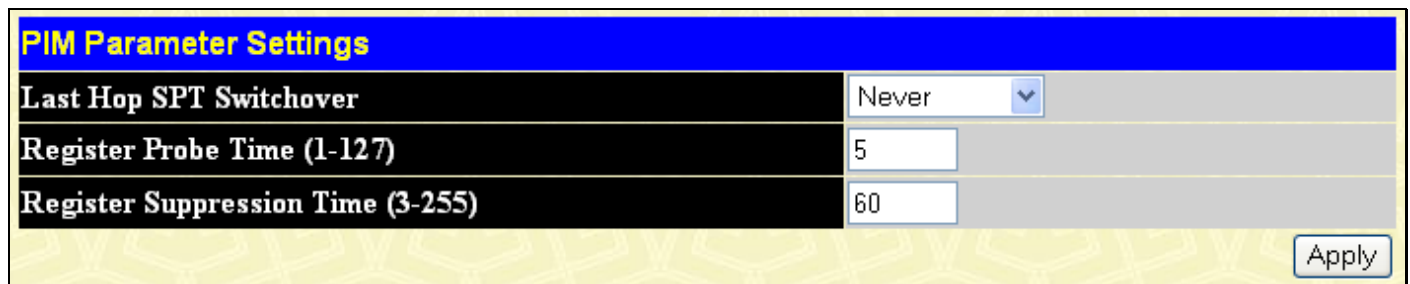 PIM Parameter Settings
Last Hop SPT Switchover Never
Register Probe Time (1-127) 5
Register Suppression Time (3-255) 60
Apply